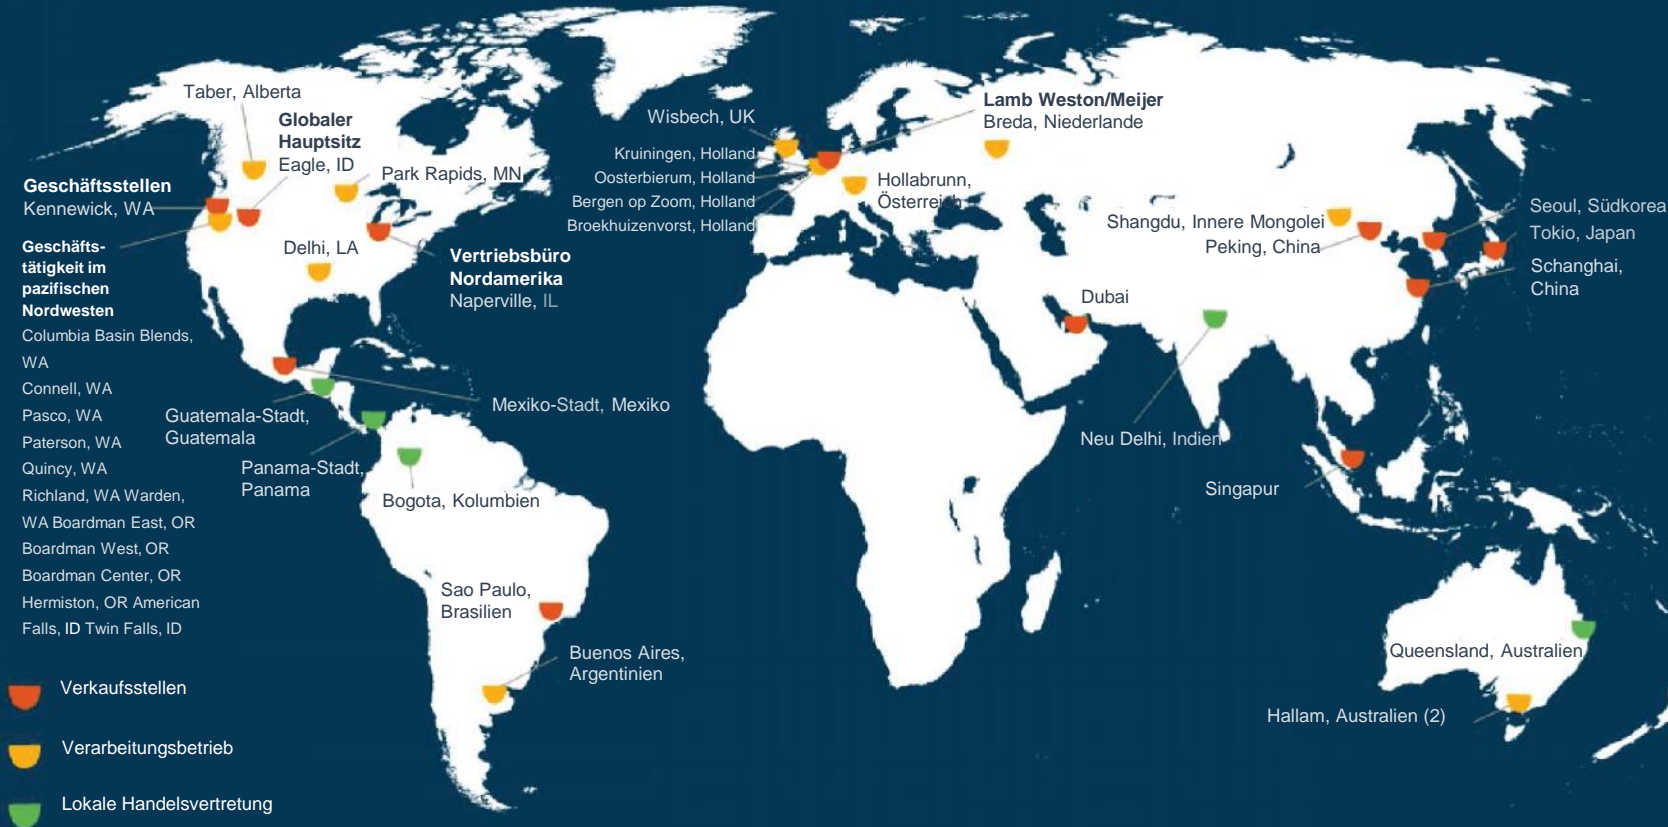 Taber, Alberta
Globaler
Hauptsitz
Eagle, ID
Park Rapids, MN
Geschäftsstellen
Kennewick, WA
Geschäfts-
tätigkeit im
pazifischen
Nordwesten
Columbia Basin Blends,
WA
Connell, WA
Pasco, WA
Paterson, WA
Quincy, WA
Richland, WA Warden,
WA Boardman East, OR
Boardman West, OR
Boardman Center, OR
Hermiston, OR American
Falls, ID Twin Falls, ID
Delhi, LA
Vertriebsbüro
Nordamerika
Naperville, IL
Mexiko-Stadt, Mexiko
Guatemala-Stadt,
Guatemala
Panama-Stadt,
Panama
Bogota, Kolumbien
Sao Paulo,
Brasilien
Buenos Aires,
Argentinien
Wisbech, UK
Kruiningen, Holland
Oosterbierum, Holland
Bergen op Zoom, Holland
Broekhuizenvorst, Holland
Lamb Weston/Meijer
Breda, Niederlande
Hollabrunn,
Österreich
Shangdu, Innere Mongolei
Peking, China
Seoul, Südkorea
Tokio, Japan
Schanghai,
China
Dubai
Neu Delhi, Indien
Singapur
Queensland, Australien
Hallam, Australien (2)
Verkaufsstellen
Verarbeitungsbetrieb
Lokale Handelsvertretung